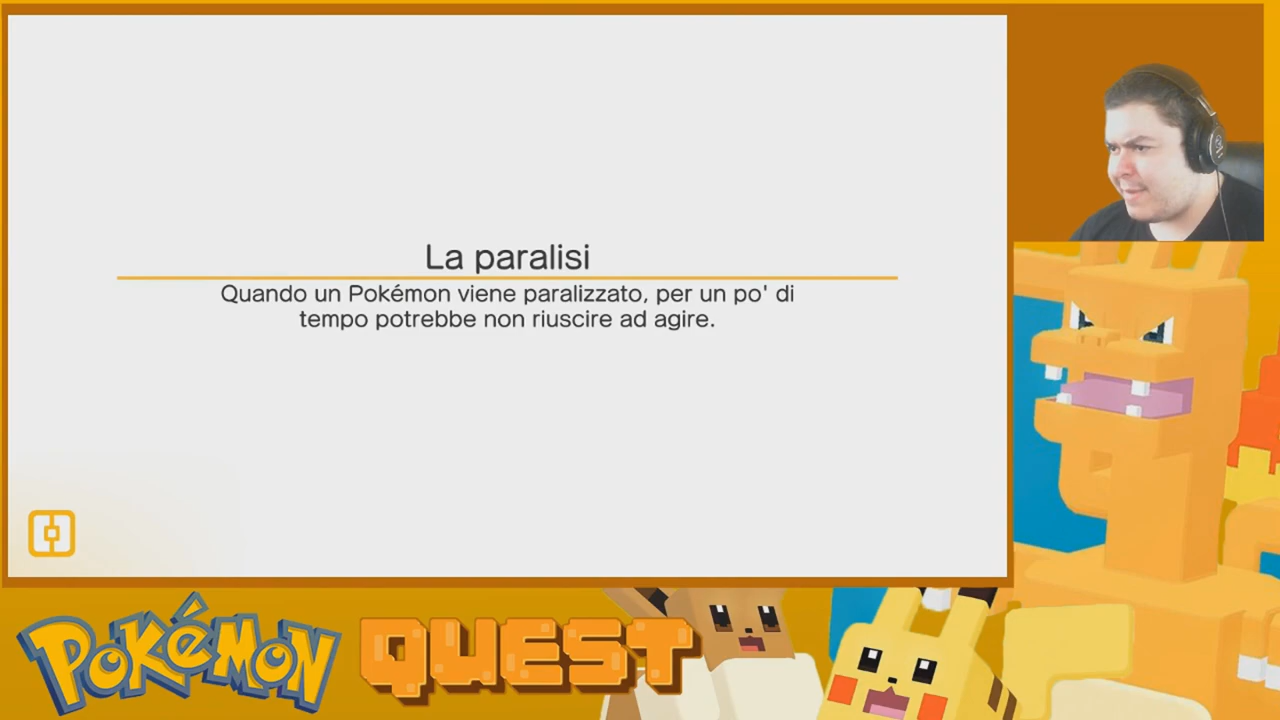 La paralisi
Quando un Pokémon viene paralizzato, per un po' di
tempo potrebbe non riuscire ad agire.
POKéMON QUEST